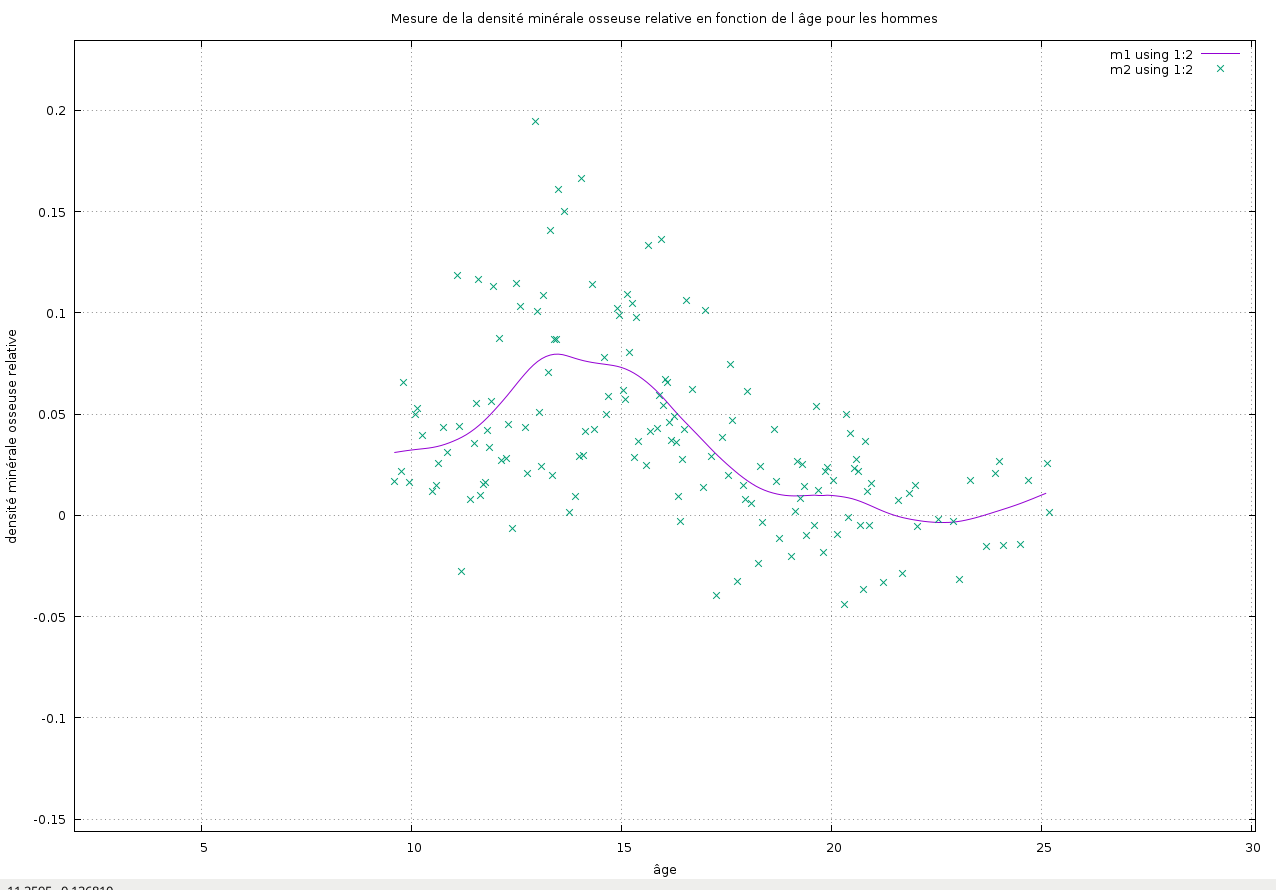 Mesure de la densité minérale osseuse relative en fonction de l âge pour les hommes
m1 using 1:2
m2 using 1:2
densité minérale osseuse relative
0.2
0.15
0.1
0.05
0
-0.05
-0.1
-0.15
5 10 15 20 25 30
âge